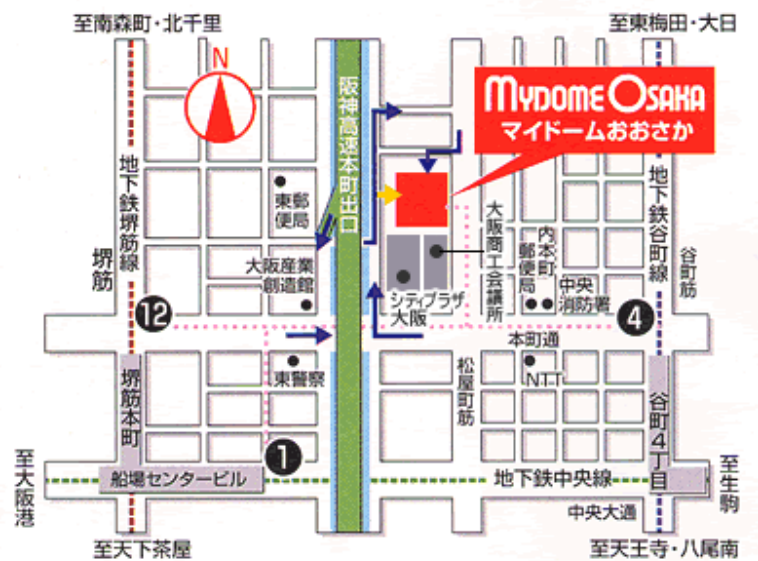 至南森町・北千里
至東梅田・大日
N
阪神高速本町出口
MYDOME OSAKA
マイドームおおさか
地下鉄堺筋線
堺筋
東郵
便局
大阪産業
創造館
大阪商工会議所
内本町
郵便局
中央
消防署
地下鉄谷町線
谷町筋
シティプラザ
大阪
12
4
本町通
東警察
松屋町筋
NTT
堺筋本町
谷町4丁目
1
至大阪港
船場センタービル
地下鉄中央線
至生駒
中央大通
至天下茶屋
至天王寺・八尾南